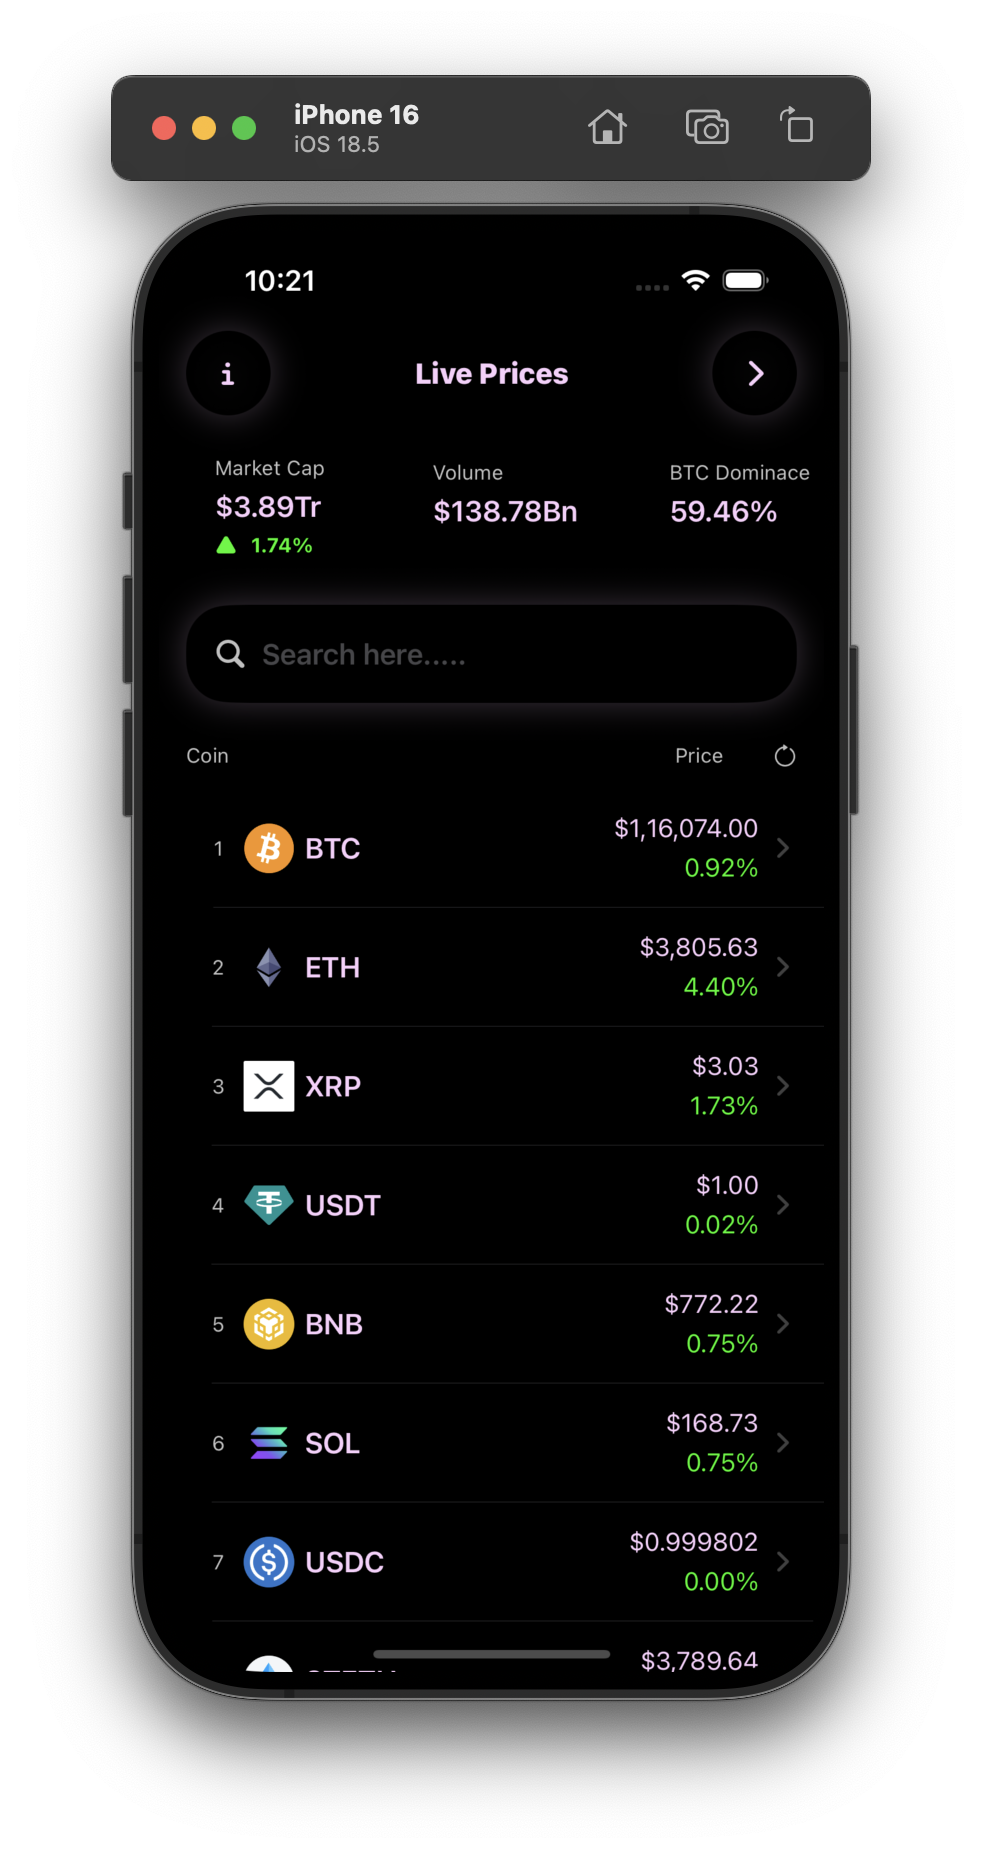 iPhone 16
iOS 18.5
10:21
i
Live Prices
Market Cap
$3.89Tr
1.74%
Volume
$138.78Bn
BTC Dominace
59.46%
Search here.....
Coin
Price
1
BTC
$1,16,074.00
0.92%
2
ETH
$3,805.63
4.40%
3
XRP
$3.03
1.73%
4
USDT
$1.00
0.02%
5
BNB
$772.22
0.75%
6
SOL
$168.73
0.75%
7
USDC
$0.999802
0.00%
$3,789.64